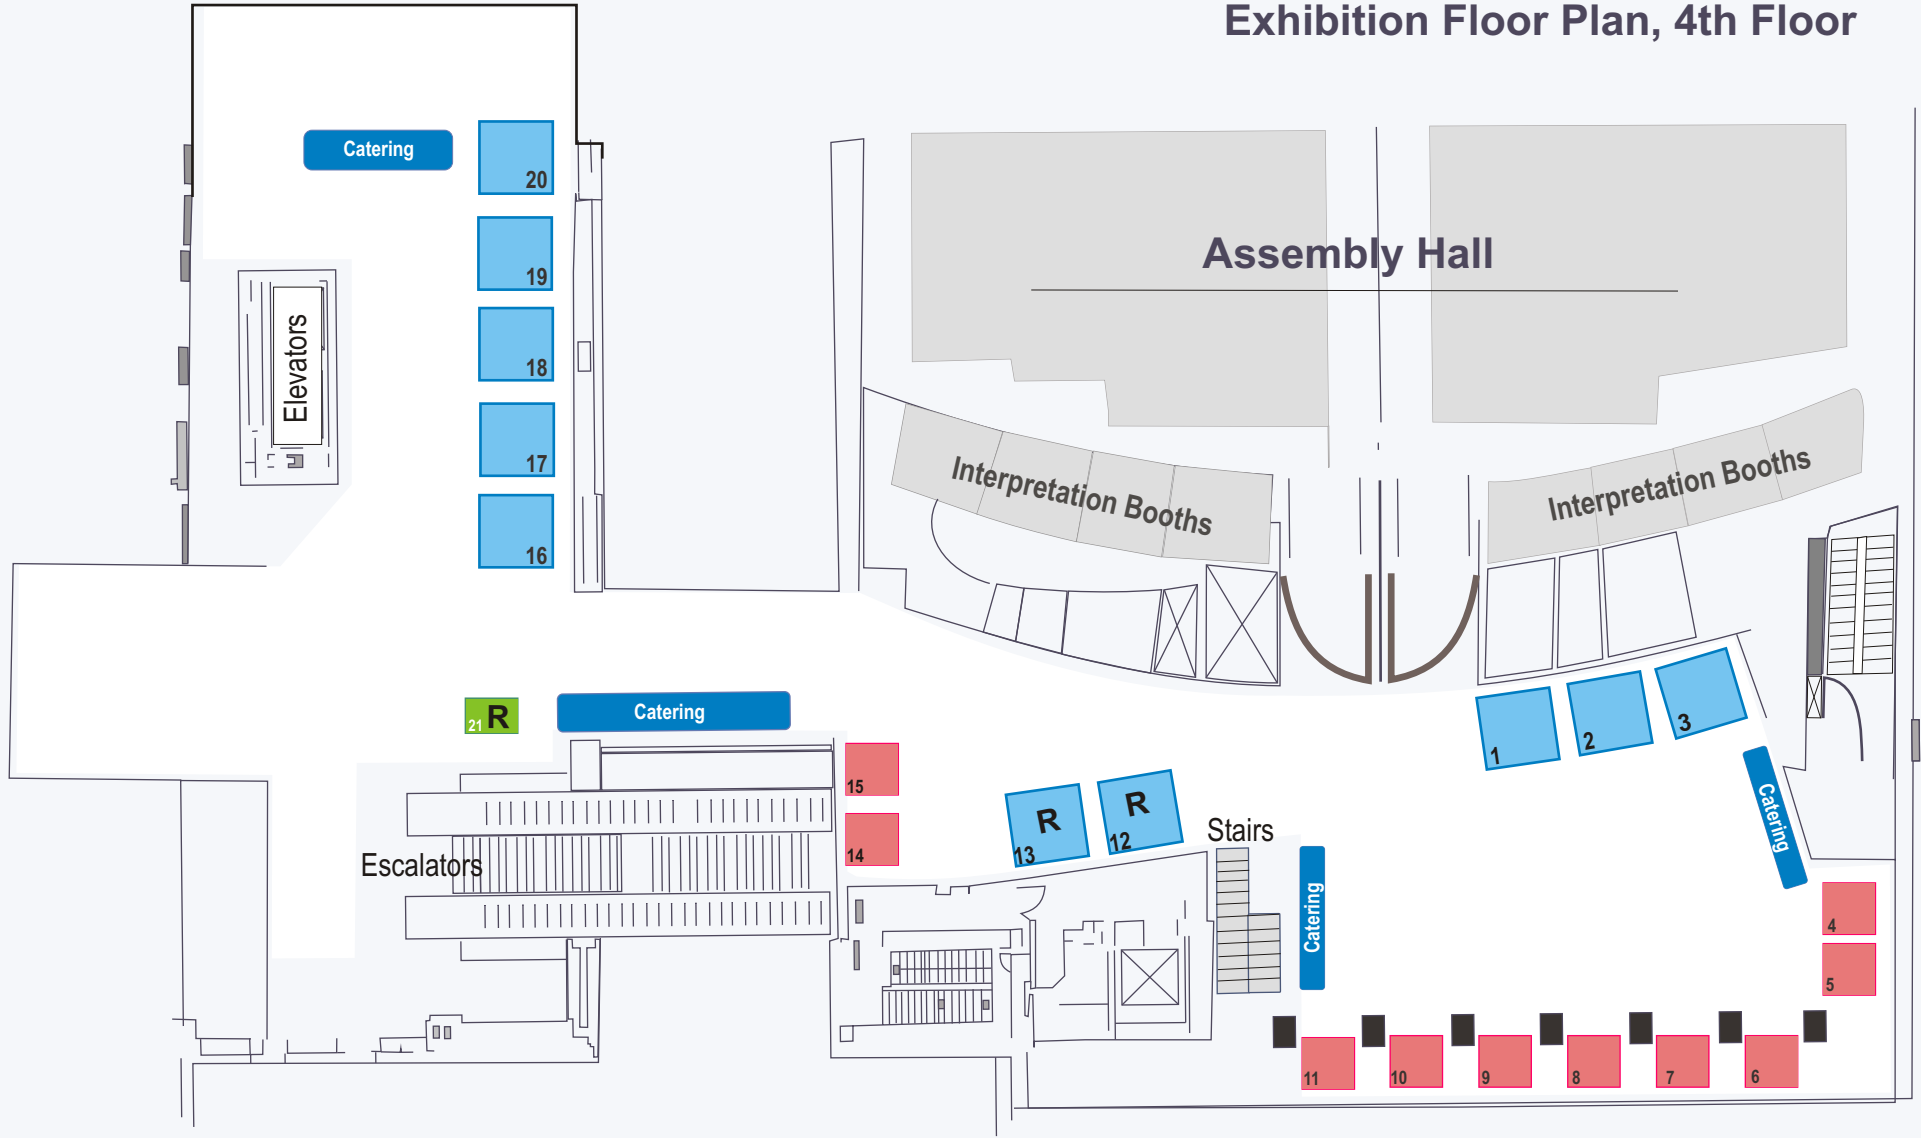 Exhibition Floor Plan, 4th Floor
Catering
20
19
18
17
16
Elevators
Assembly Hall
Interpretation Booths
Interpretation Booths
21 R
Catering
15
14
Escalators
R
13
R
12
Stairs
1
2
3
Catering
Catering
4
5
11
10
9
8
7
6